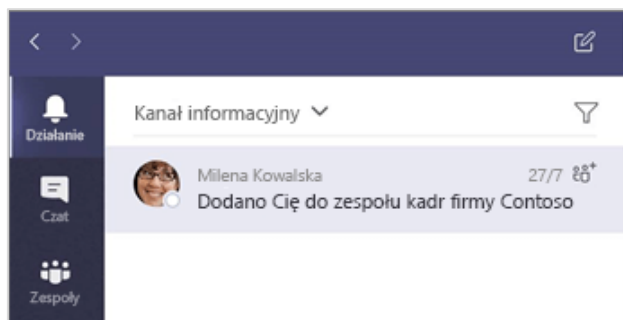 Działanie
Czat
Zespoły
Kanał informacyjny
Milena Kowalska 27/7
Dodano Cię do zespołu kadr firmy Contoso